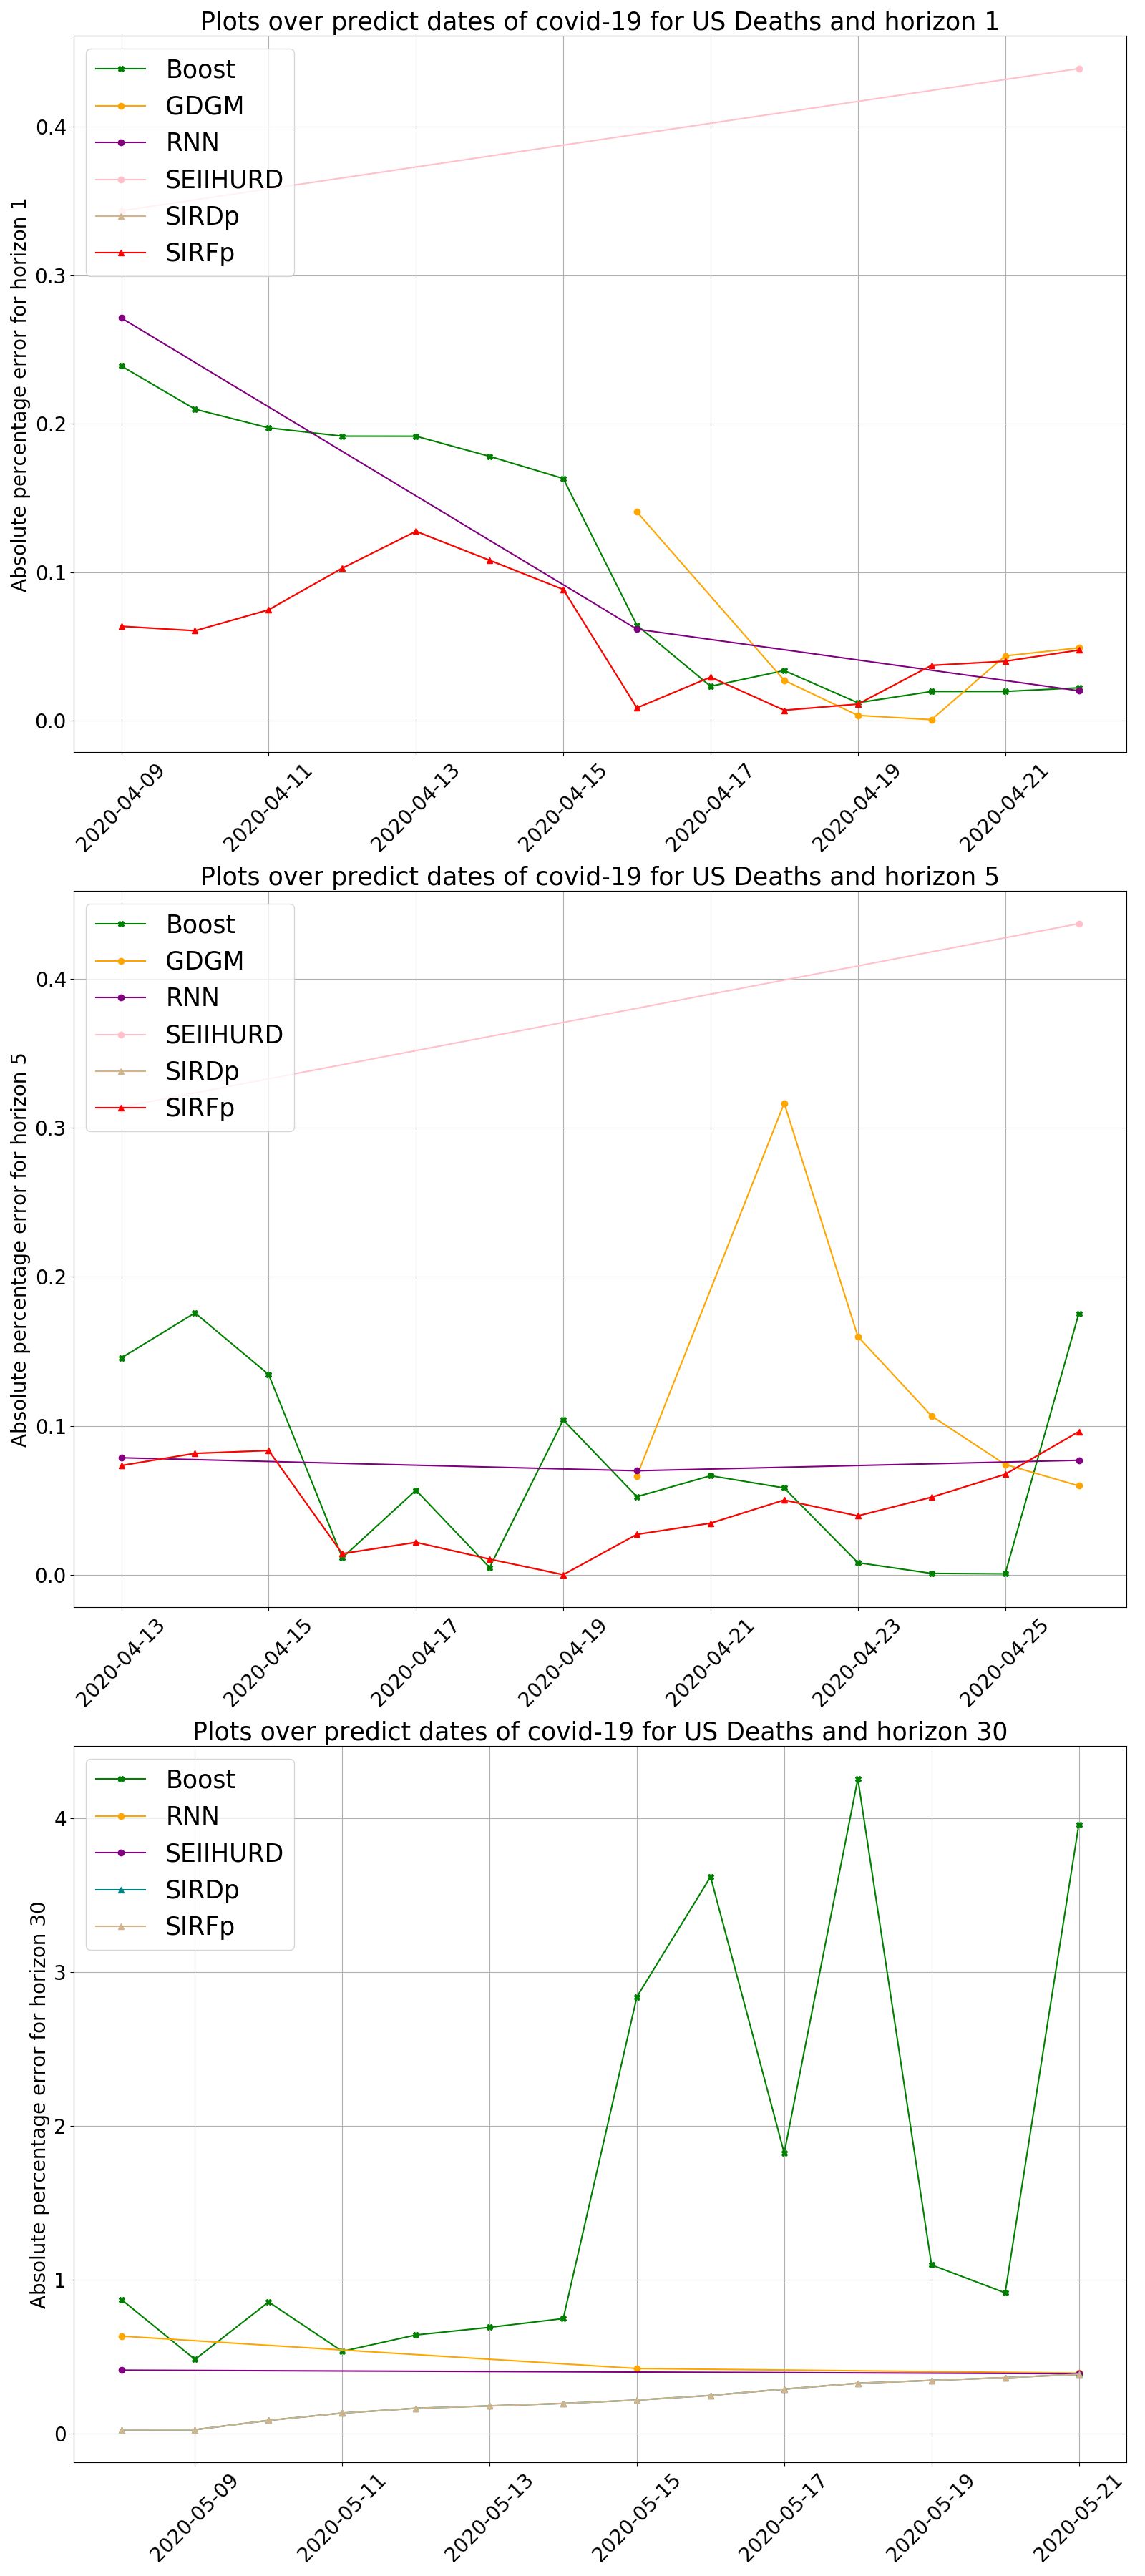 Plots over predict dates of covid-19 for US Deaths and horizon 1
Absolute percentage error for horizon 1
Boost
GDGM
RNN
SEIIHURD
SIRDp
SIRFp
0.4
0.3
0.2
0.1
0.0
2020-04-09
2020-04-11
2020-04-13
2020-04-15
2020-04-17
2020-04-19
2020-04-21
Plots over predict dates of covid-19 for US Deaths and horizon 5
Absolute percentage error for horizon 5
Boost
GDGM
RNN
SEIIHURD
SIRDp
SIRFp
0.4
0.3
0.2
0.1
0.0
2020-04-13
2020-04-15
2020-04-17
2020-04-19
2020-04-21
2020-04-23
2020-04-25
Plots over predict dates of covid-19 for US Deaths and horizon 30
Absolute percentage error for horizon 30
Boost
RNN
SEIIHURD
SIRDp
SIRFp
4
3
2
1
0
2020-05-09
2020-05-11
2020-05-13
2020-05-15
2020-05-17
2020-05-19
2020-05-21